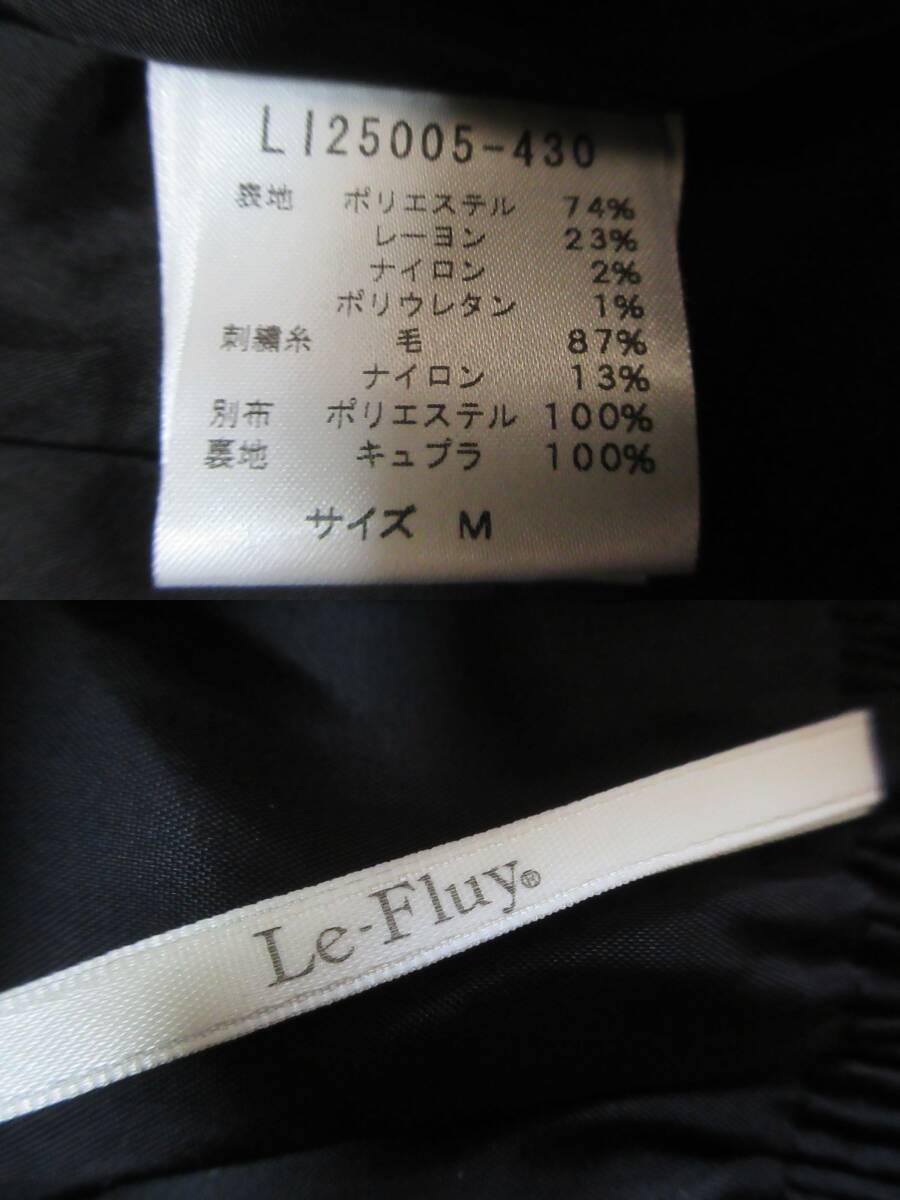 LI25005-430
表地 ポリエステル 74%
レーヨン 23%
ナイロン 2%
ポリウレタン 1%
刺繍糸 毛 87%
ナイロン 13%
別布 ポリエステル 100%
裏地 キュプラ 100%
サイズ M
Le-Fluy®